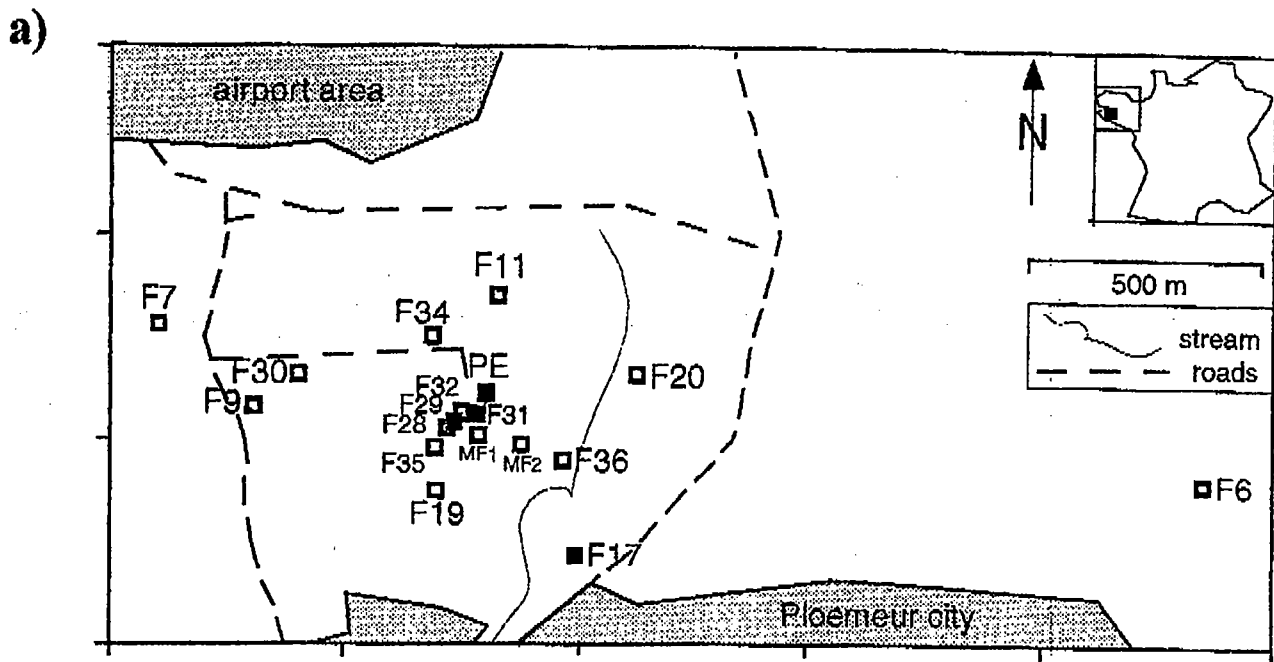 a)
airport area
N
F11
500 m
F7
F34
stream
roads
PE
F30
F20
F32
F9
F29
F31
F28
F35
MF1
MF2
F36
F6
F19
F17
Ploemeur city